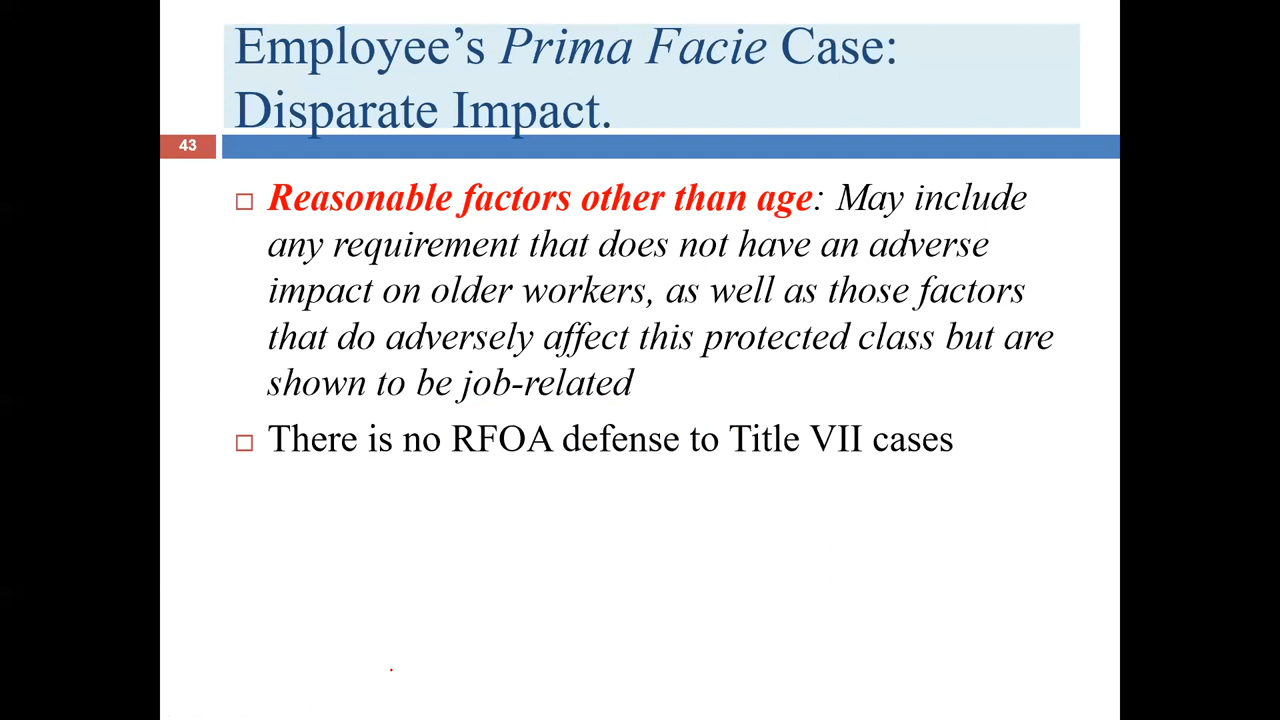 Employee’s Prima Facie Case:
Disparate Impact.
43
Reasonable factors other than age: May include
any requirement that does not have an adverse
impact on older workers, as well as those factors
that do adversely affect this protected class but are
shown to be job-related
There is no RFOA defense to Title VII cases